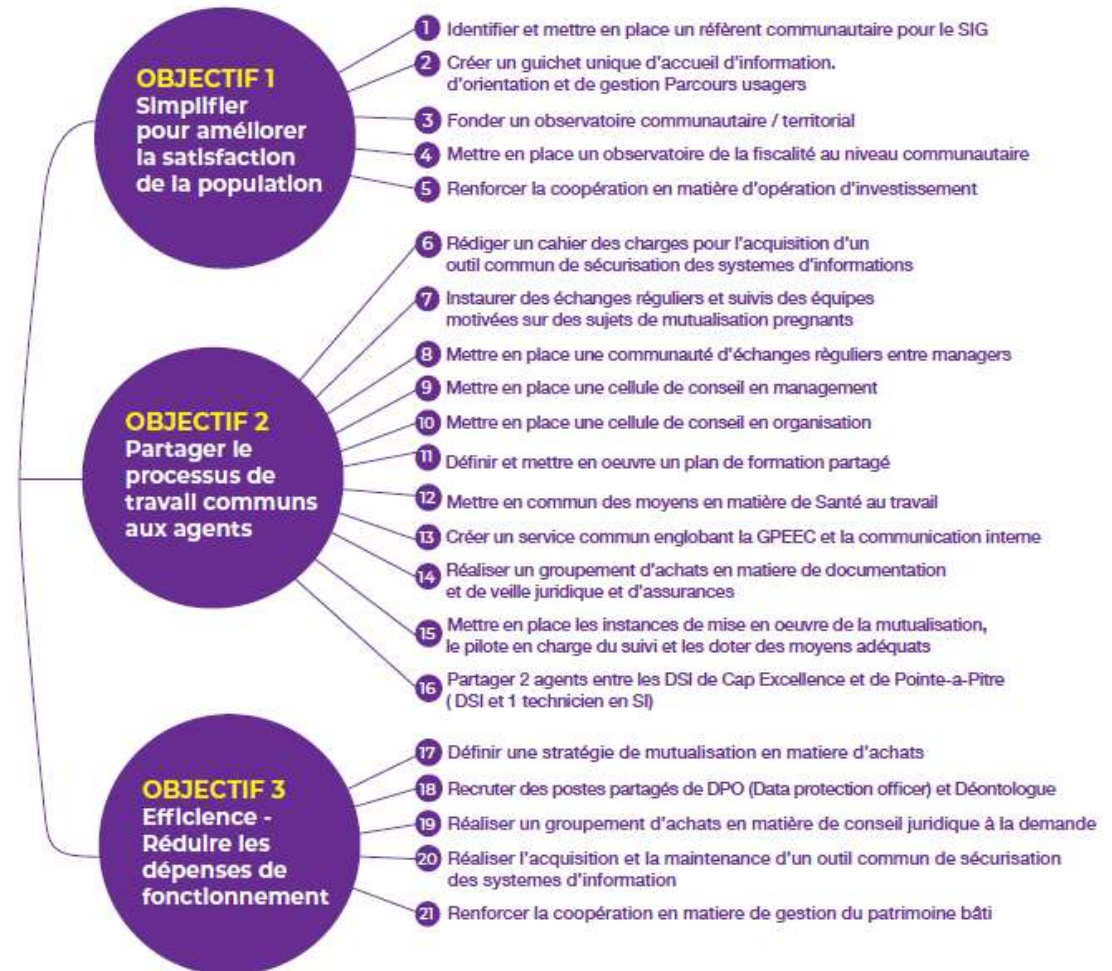 OBJECTIF 1
Simplifier
pour améliorer
la satisfaction
de la population
1 Identifier et mettre en place un réfèrent communautaire pour le SIG
2 Créer un guichet unique d'accueil d'information.
d'orientation et de gestion Parcours usagers
3 Fonder un observatoire communautaire / territorial
4 Mettre en place un observatoire de la fiscalité au niveau communautaire
5 Renforcer la coopération en matière d'opération d'investissement
OBJECTIF 2
Partager le
processus de
travail communs
aux agents
6 Rédiger un cahier des charges pour l'acquisition d'un
outil commun de sécurisation des systemes d'informations
7 Instaurer des échanges réguliers et suivis des équipes
motivées sur des sujets de mutualisation pregnants
8 Mettre en place une communauté d'échanges règuliers entre managers
9 Mettre en place une cellule de conseil en management
10 Mettre en place une cellule de conseil en organisation
11 Définir et mettre en oeuvre un plan de formation partagé
12 Mettre en commun des moyens en matière de Santé au travail
13 Créer un service commun englobant la GPEEC et la communication interne
14 Réaliser un groupement d'achats en matiere de documentation
et de veille juridique et d'assurances
15 Mettre en place les instances de mise en oeuvre de la mutualisation,
le pilote en charge du suivi et les doter des moyens adéquats
16 Partager 2 agents entre les DSI de Cap Excellence et de Pointe-a-Pitre
( DSI et 1 technicien en SI)
OBJECTIF 3
Efficience -
Réduire les
dépenses de
fonctionnement
17 Définir une stratégie de mutualisation en matiere d'achats
18 Recruter des postes partagés de DPO (Data protection officer) et Déontologue
19 Réaliser un groupement d'achats en matière de conseil juridique à la demande
20 Réaliser l'acquisition et la maintenance d'un outil commun de sécurisation
des systemes d'information
21 Renforcer la coopération en matiere de gestion du patrimoine bâti